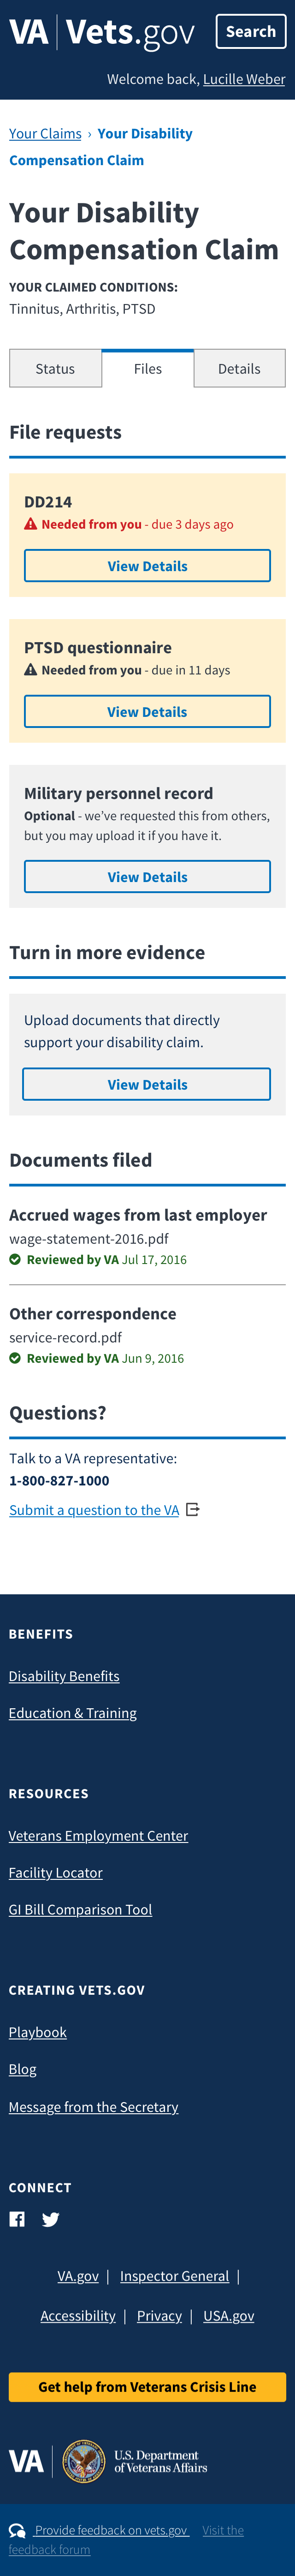 VA Vets.gov Search
Welcome back, Lucille Weber
Your Claims › Your Disability
Compensation Claim
Your Disability
Compensation Claim
YOUR CLAIMED CONDITIONS:
Tinnitus, Arthritis, PTSD
Status Files Details
File requests
DD214
Needed from you - due 3 days ago
View Details
PTSD questionnaire
Needed from you - due in 11 days
View Details
Military personnel record
Optional - we’ve requested this from others,
but you may upload it if you have it.
View Details
Turn in more evidence
Upload documents that directly
support your disability claim.
View Details
Documents filed
Accrued wages from last employer
wage-statement-2016.pdf
Reviewed by VA Jul 17, 2016
Other correspondence
service-record.pdf
Reviewed by VA Jun 9, 2016
Questions?
Talk to a VA representative:
1-800-827-1000
Submit a question to the VA
BENEFITS
Disability Benefits
Education & Training
RESOURCES
Veterans Employment Center
Facility Locator
GI Bill Comparison Tool
CREATING VETS.GOV
Playbook
Blog
Message from the Secretary
CONNECT
VA.gov | Inspector General |
Accessibility | Privacy | USA.gov
Get help from Veterans Crisis Line
VA U.S. Department
of Veterans Affairs
Provide feedback on vets.gov Visit the
feedback forum